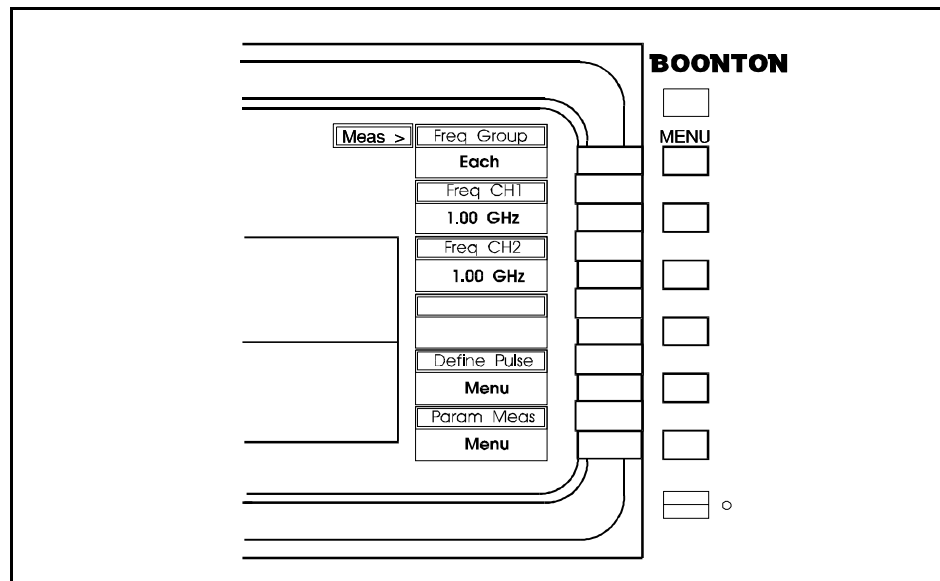 BOONTON
Meas >
Freq Group
MENU
Each
Freq CH1
1.00 GHz
Freq CH2
1.00 GHz
Define Pulse
Menu
Param Meas
Menu